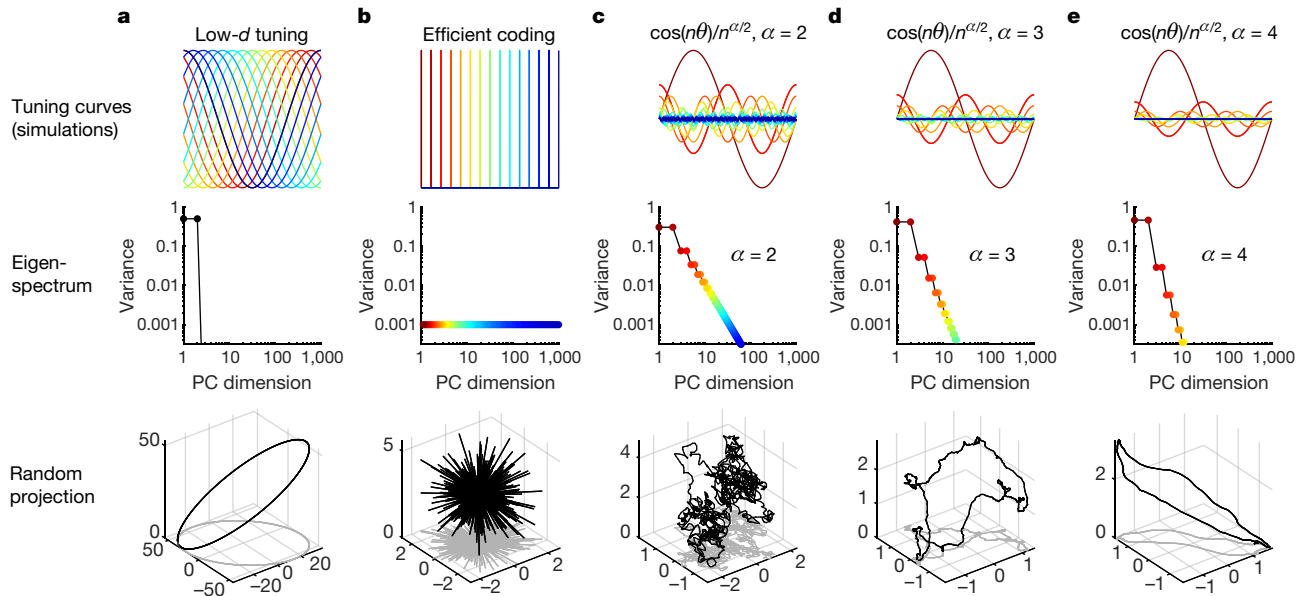 a b c d e
Low-d tuning Efficient coding cos(nθ)/n^{α/2}, α = 2 cos(nθ)/n^{α/2}, α = 3 cos(nθ)/n^{α/2}, α = 4
Tuning curves
(simulations)
Eigen-
spectrum
Variance Variance Variance Variance Variance
1 1 1 1 1
0.1 0.1 0.1 0.1 0.1
α = 2 α = 3 α = 4
0.01 0.01 0.01 0.01 0.01
0.001 0.001 0.001 0.001 0.001
1 10 100 1,000 1 10 100 1,000 1 10 100 1,000 1 10 100 1,000 1 10 100 1,000
PC dimension PC dimension PC dimension PC dimension PC dimension
Random
projection
50 0 50 0 −50 −20 0 20
5 0 2 0 −2 −2 0 2
4 2 0 1 0 −1 −2 0 2
2 1 0 1 0 −1 −1 0 1
2 0 1 0 −1 −1 0 1